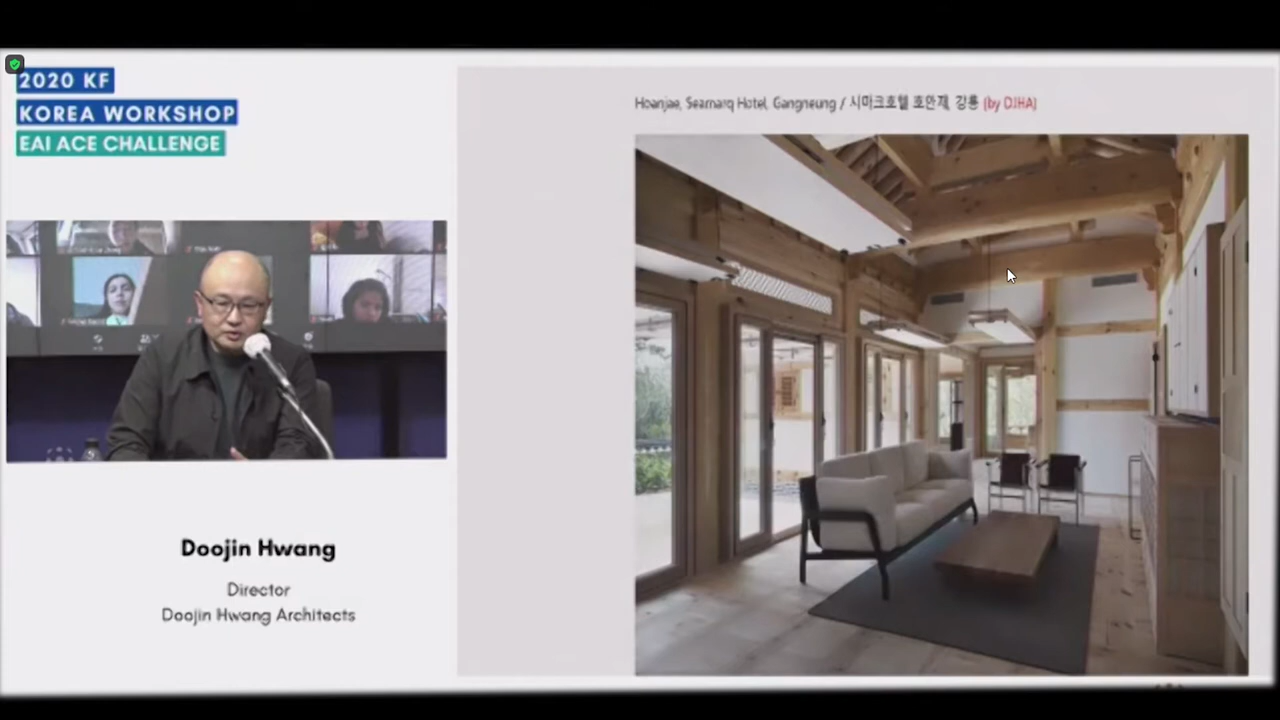 2020 KF
KOREA WORKSHOP
EAI ACE CHALLENGE
Hoanjae, Seamarq Hotel, Gangneung / 시마크호텔 호안재, 강릉 (by DJHA)
Doojin Hwang
Director
Doojin Hwang Architects